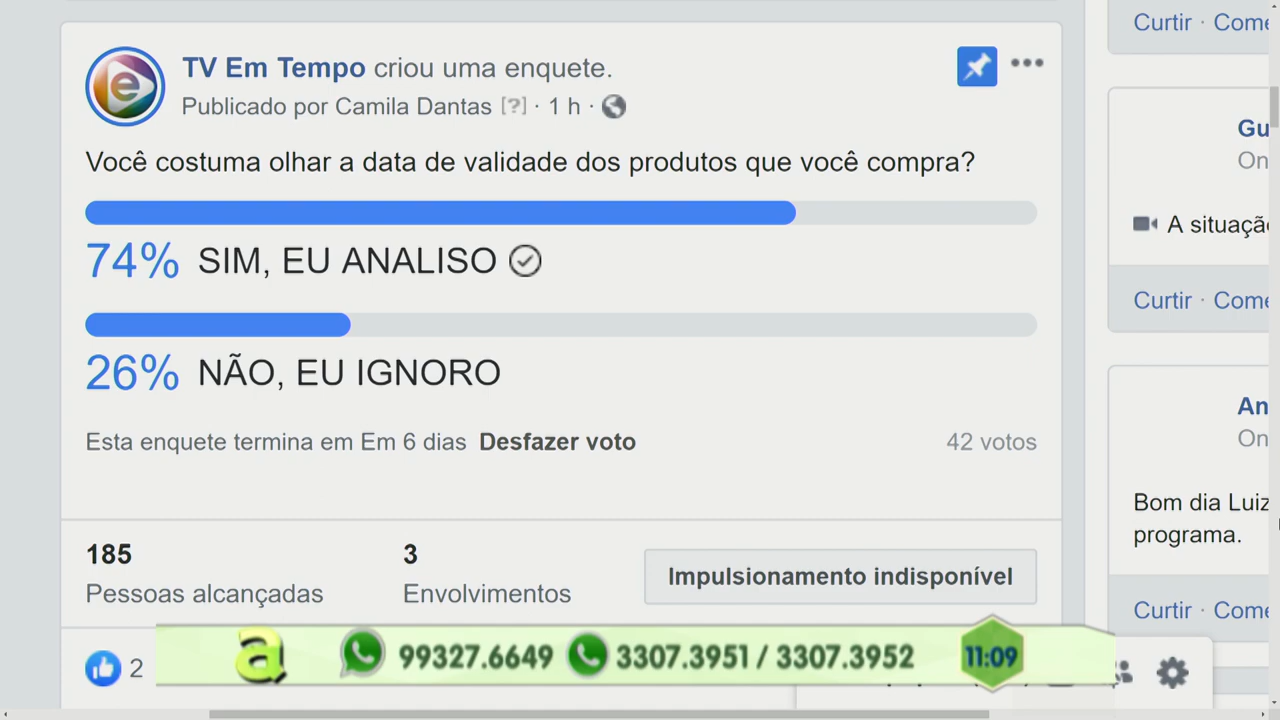 TV Em Tempo criou uma enquete.
Publicado por Camila Dantas [?] · 1 h ·
Você costuma olhar a data de validade dos produtos que você compra?
74% SIM, EU ANALISO
26% NÃO, EU IGNORO
Esta enquete termina em Em 6 dias Desfazer voto
42 votos
185
Pessoas alcançadas
3
Envolvimentos
Impulsionamento indisponível
2
a 99327.6649 3307.3951 / 3307.3952 11:09
Curtir · Come
Gu
On
A situaçã
Curtir · Come
An
On
Bom dia Luiz
programa.
Curtir · Come